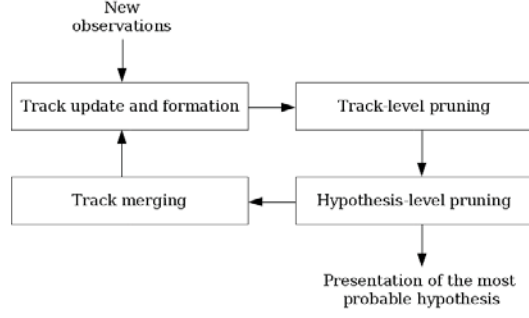 New
observations
Track update and formation
Track-level pruning
Track merging
Hypothesis-level pruning
Presentation of the most
probable hypothesis